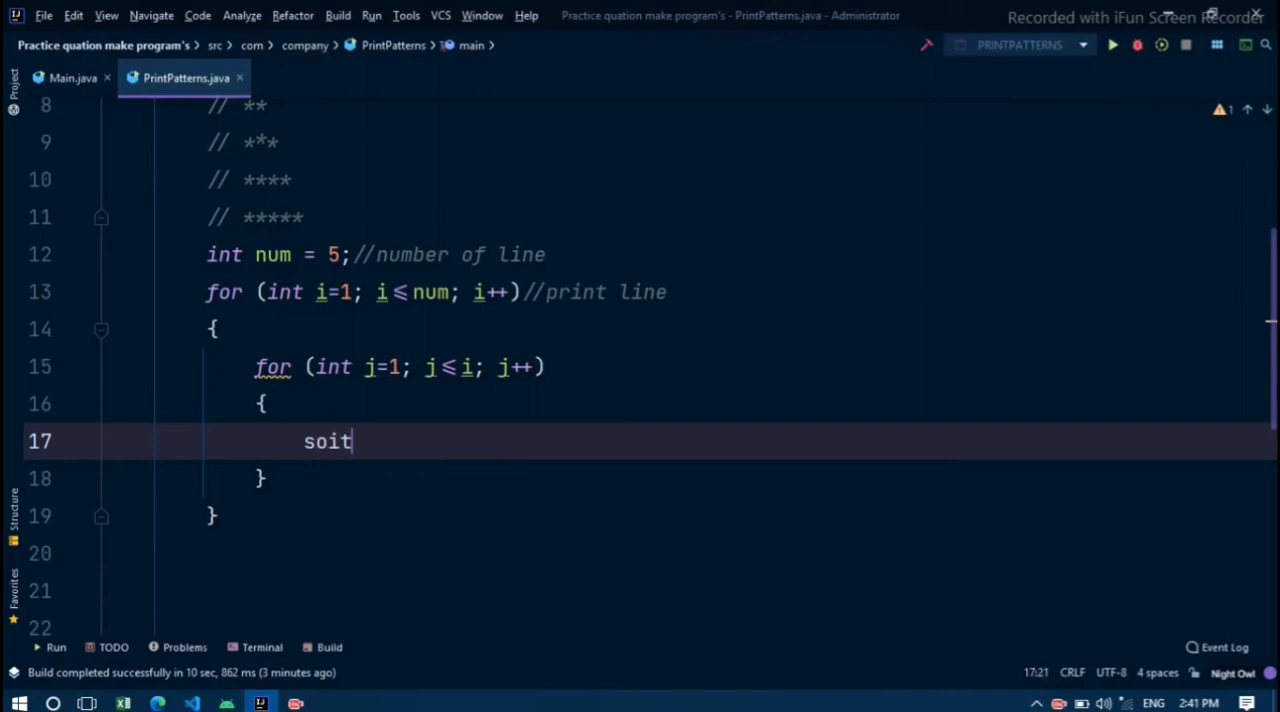 File Edit View Navigate Code Analyze Refactor Build Run Tools VCS Window Help Practice quation make program's - PrintPatterns.java - Administrator
Recorded with iFun Screen Recorder
Practice quation make program's > src > com > company > PrintPatterns > main > PRINTPATTERNS
Project
Main.java × PrintPatterns.java ×
8 // **
1
9 // ***
10 // ****
11 // *****
12 int num = 5;//number of line
13 for (int i=1; i<=num; i++)//print line
14 {
15 for (int j=1; j<=i; j++)
16 {
17 soit
18 }
19 }
20
21
22
Structure
Favorites
Run TODO Problems Terminal Build Event Log
Build completed successfully in 10 sec, 862 ms (3 minutes ago) 17:21 CRLF UTF-8 4 spaces Night Owl
ENG 2:41 PM